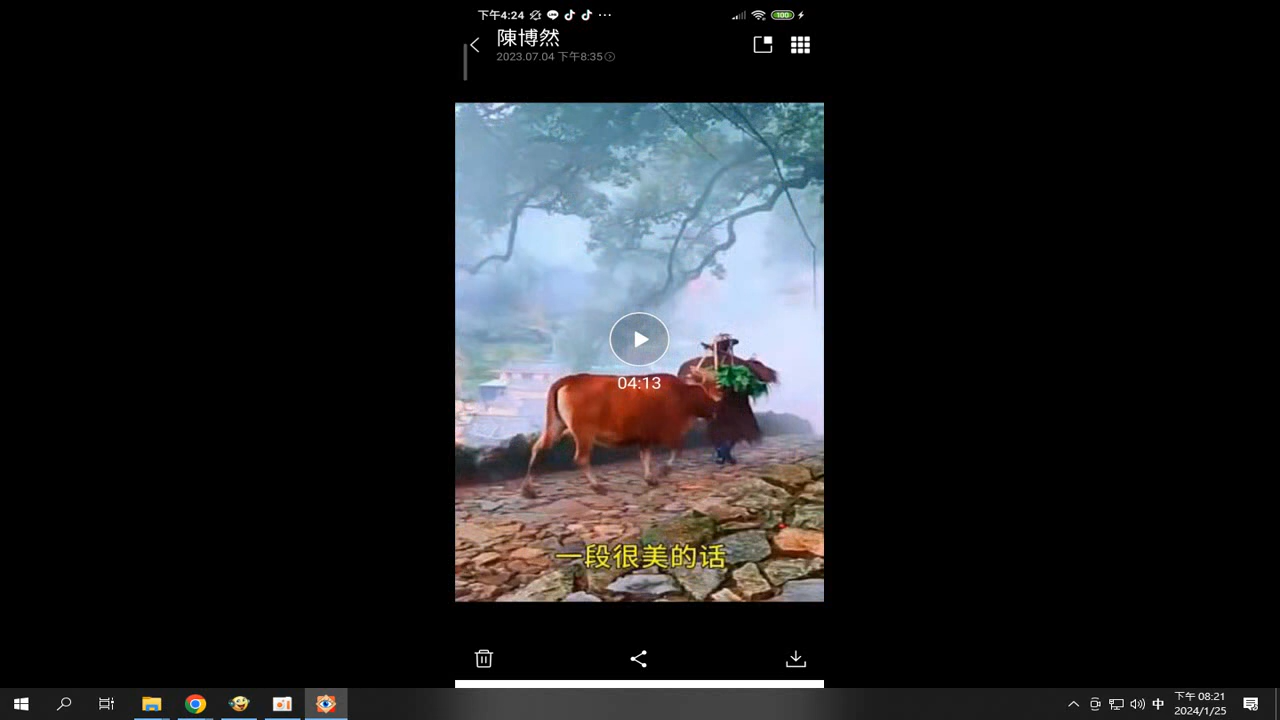 下午4:24
100
陳博然
2023.07.04 下午8:35
04:13
一段很美的话
中
下午 08:21
2024/1/25